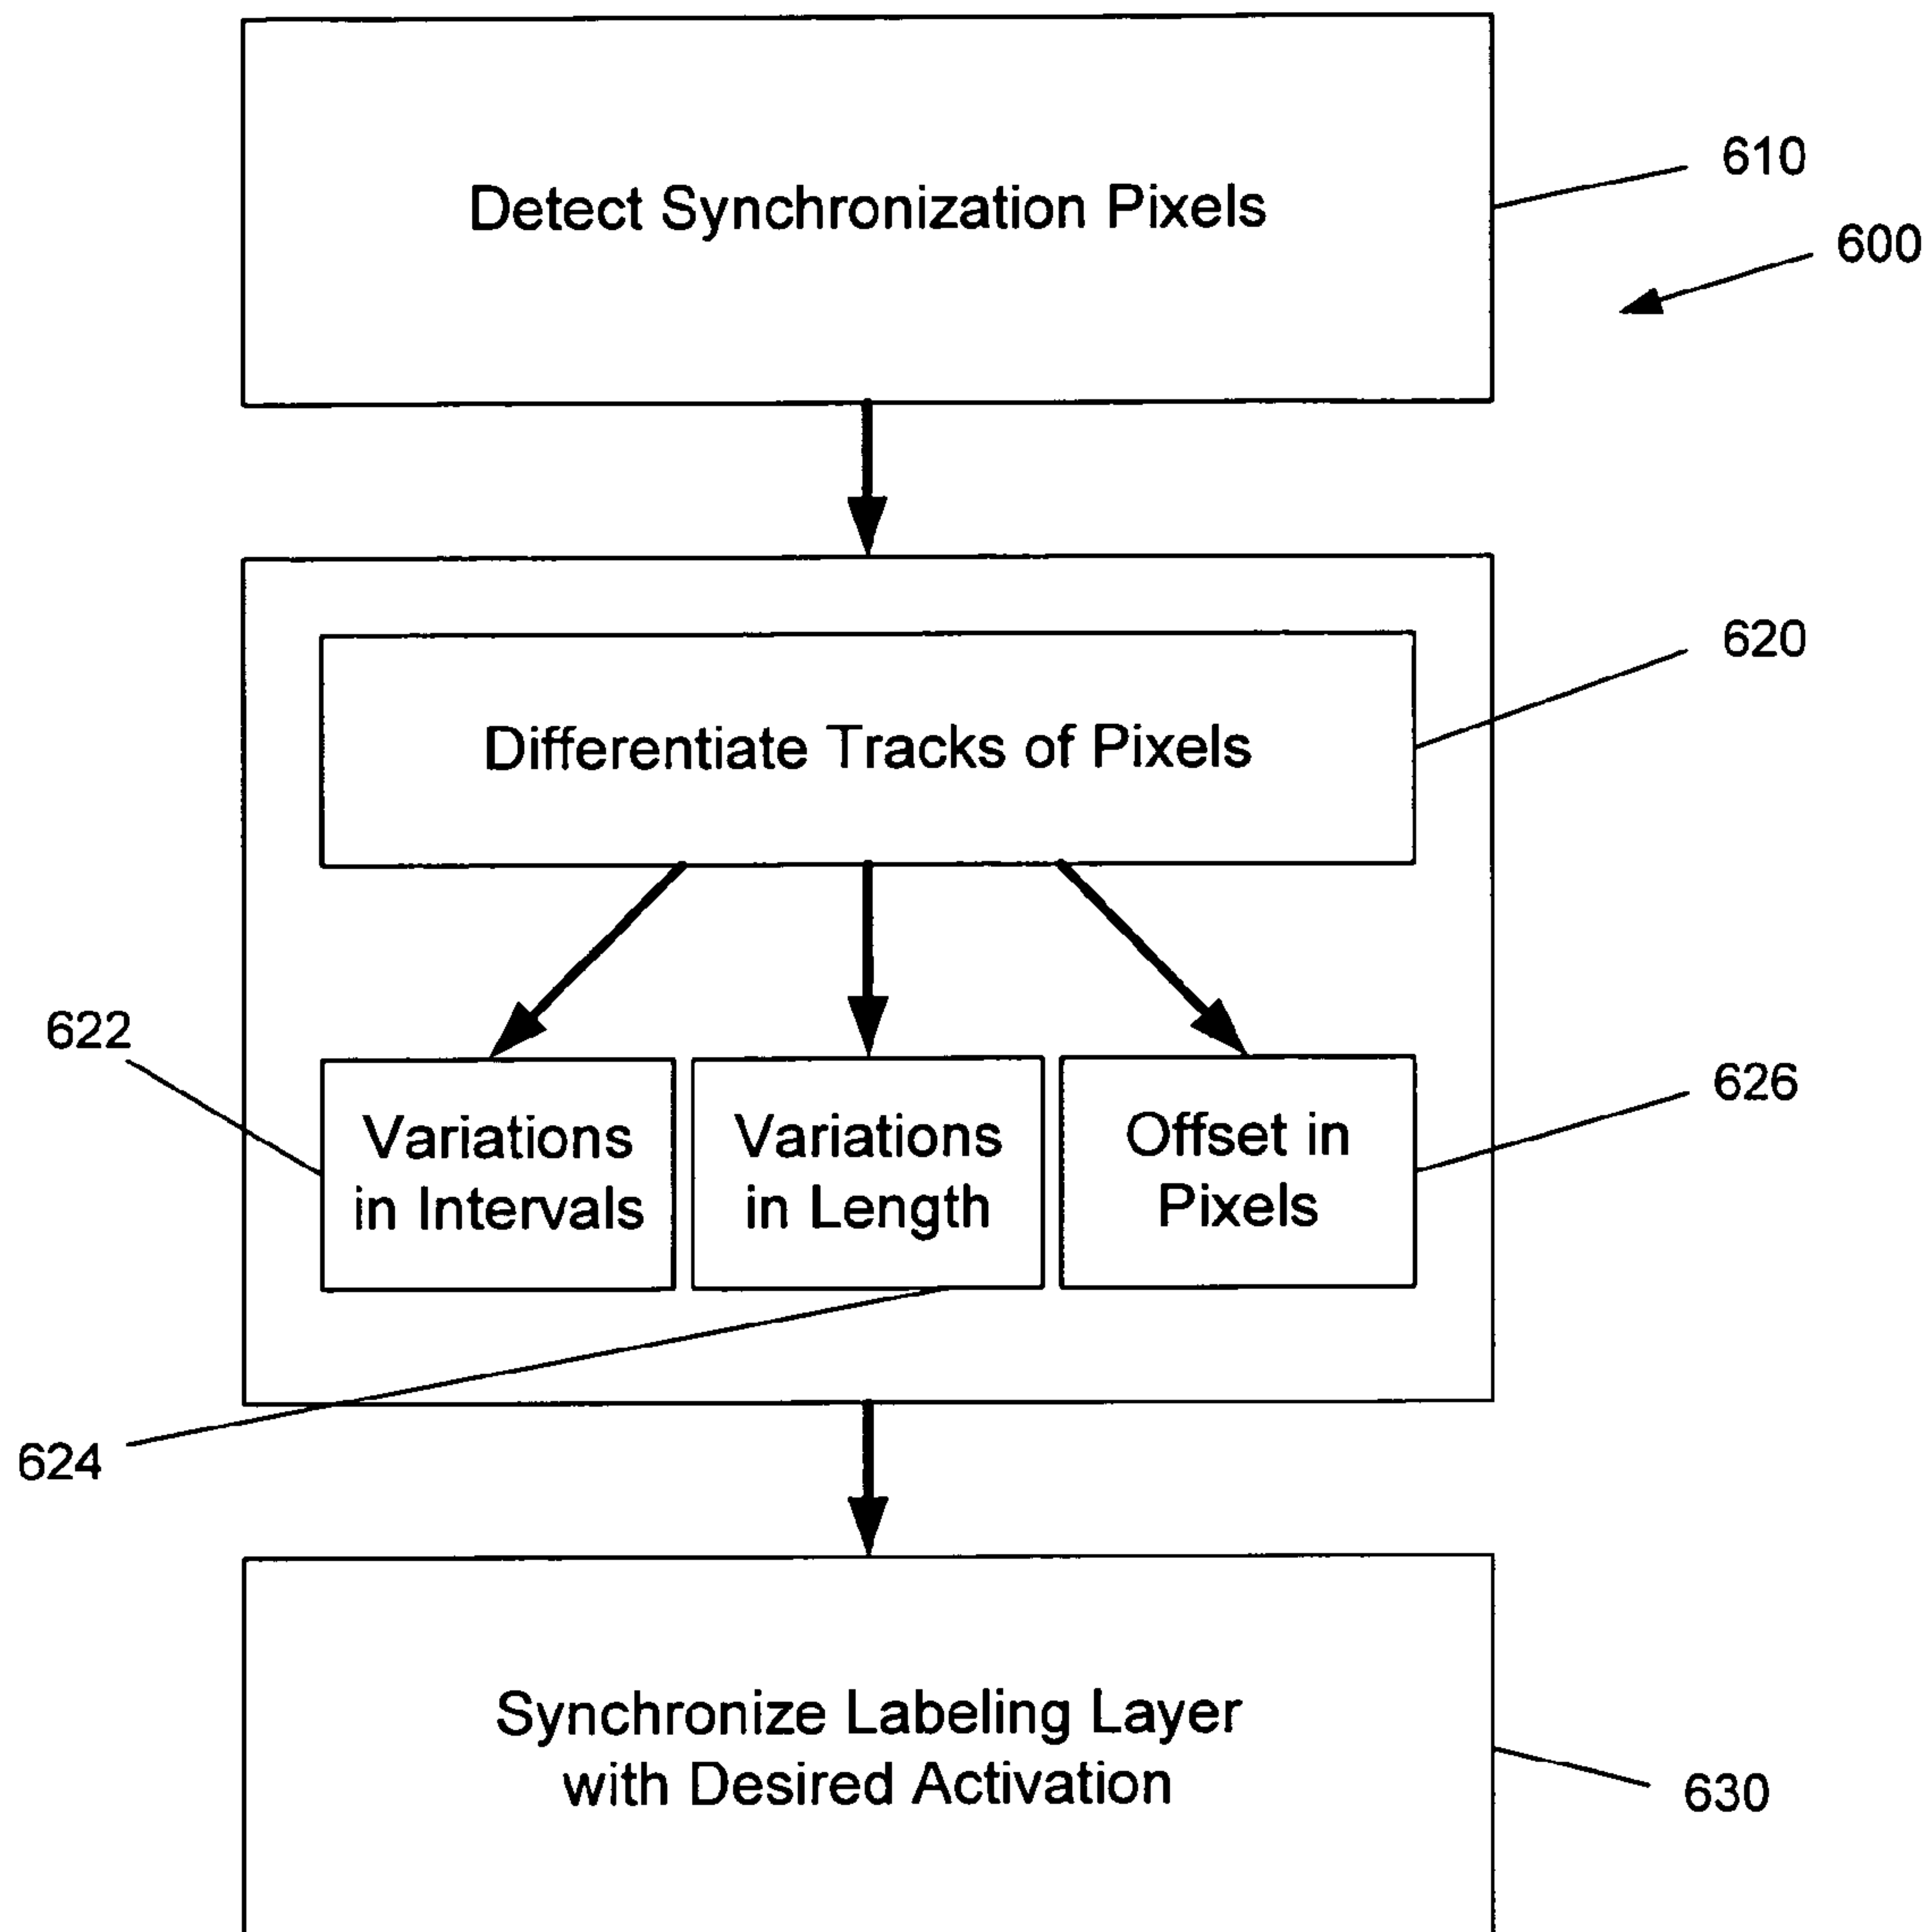 Detect Synchronization Pixels
610
600
Differentiate Tracks of Pixels
620
622
Variations
in Intervals
Variations
in Length
Offset in
Pixels
626
624
Synchronize Labeling Layer
with Desired Activation
630